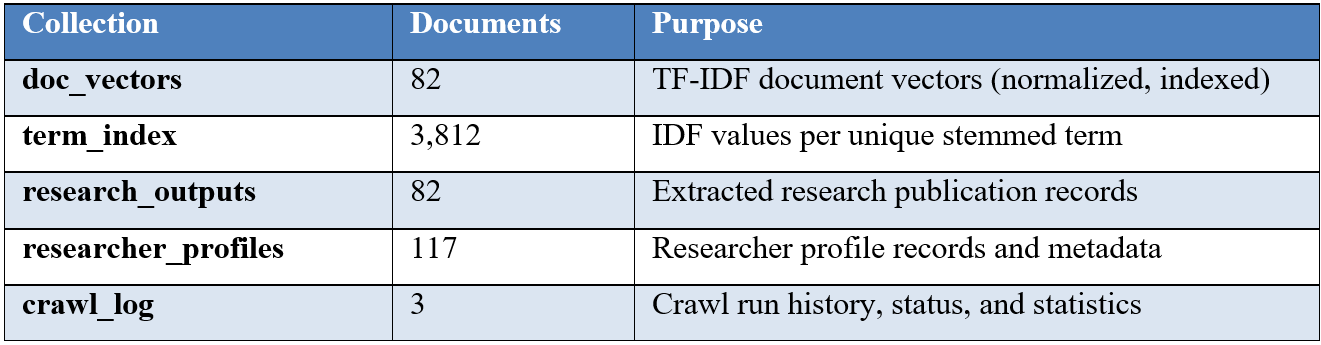 Collection Documents Purpose
doc_vectors 82 TF-IDF document vectors (normalized, indexed)
term_index 3,812 IDF values per unique stemmed term
research_outputs 82 Extracted research publication records
researcher_profiles 117 Researcher profile records and metadata
crawl_log 3 Crawl run history, status, and statistics